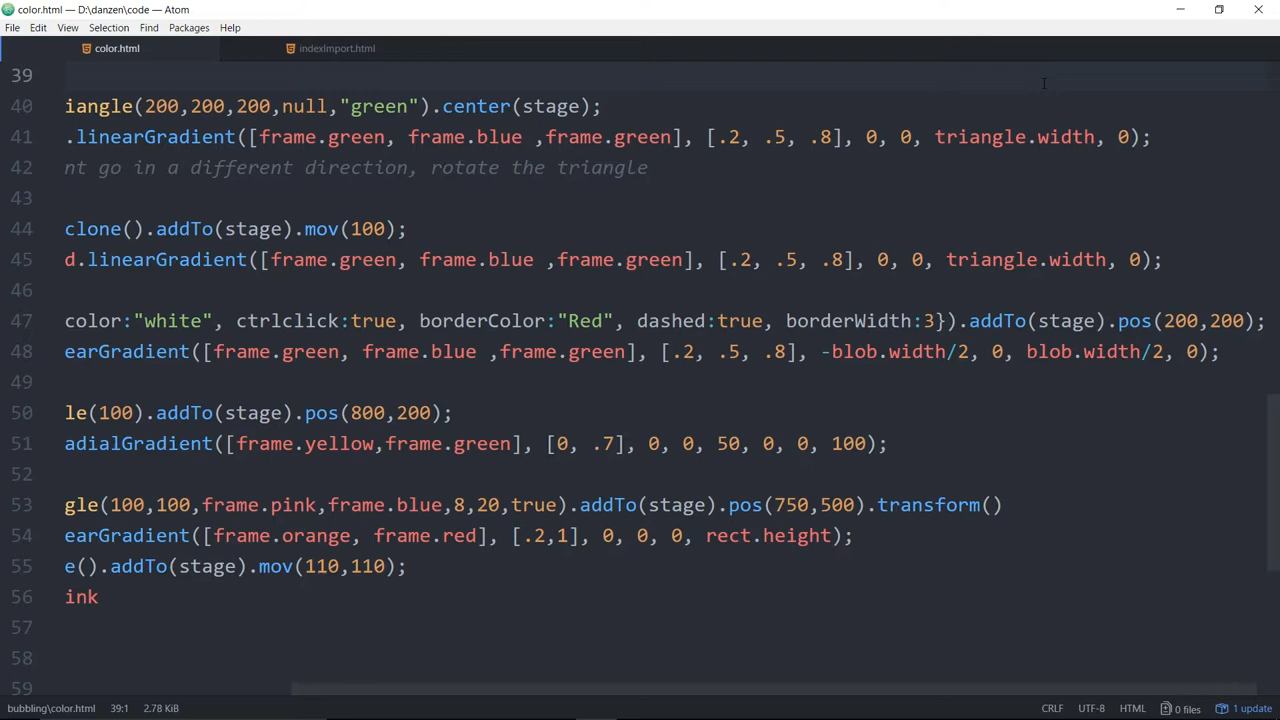 color.html — D:\danzen\code — Atom
File Edit View Selection Find Packages Help
color.html indexImport.html
39
40 iangle(200,200,200,null,"green").center(stage);
41 .linearGradient([frame.green, frame.blue ,frame.green], [.2, .5, .8], 0, 0, triangle.width, 0);
42 nt go in a different direction, rotate the triangle
43
44 clone().addTo(stage).mov(100);
45 d.linearGradient([frame.green, frame.blue ,frame.green], [.2, .5, .8], 0, 0, triangle.width, 0);
46
47 color:"white", ctrlclick:true, borderColor:"Red", dashed:true, borderWidth:3}).addTo(stage).pos(200,200);
48 earGradient([frame.green, frame.blue ,frame.green], [.2, .5, .8], -blob.width/2, 0, blob.width/2, 0);
49
50 le(100).addTo(stage).pos(800,200);
51 adialGradient([frame.yellow,frame.green], [0, .7], 0, 0, 50, 0, 0, 100);
52
53 gle(100,100,frame.pink,frame.blue,8,20,true).addTo(stage).pos(750,500).transform()
54 earGradient([frame.orange, frame.red], [.2,1], 0, 0, 0, rect.height);
55 e().addTo(stage).mov(110,110);
56 ink
57
58
59
bubbling\color.html 39:1 2.78 KiB CRLF UTF-8 HTML 0 files 1 update